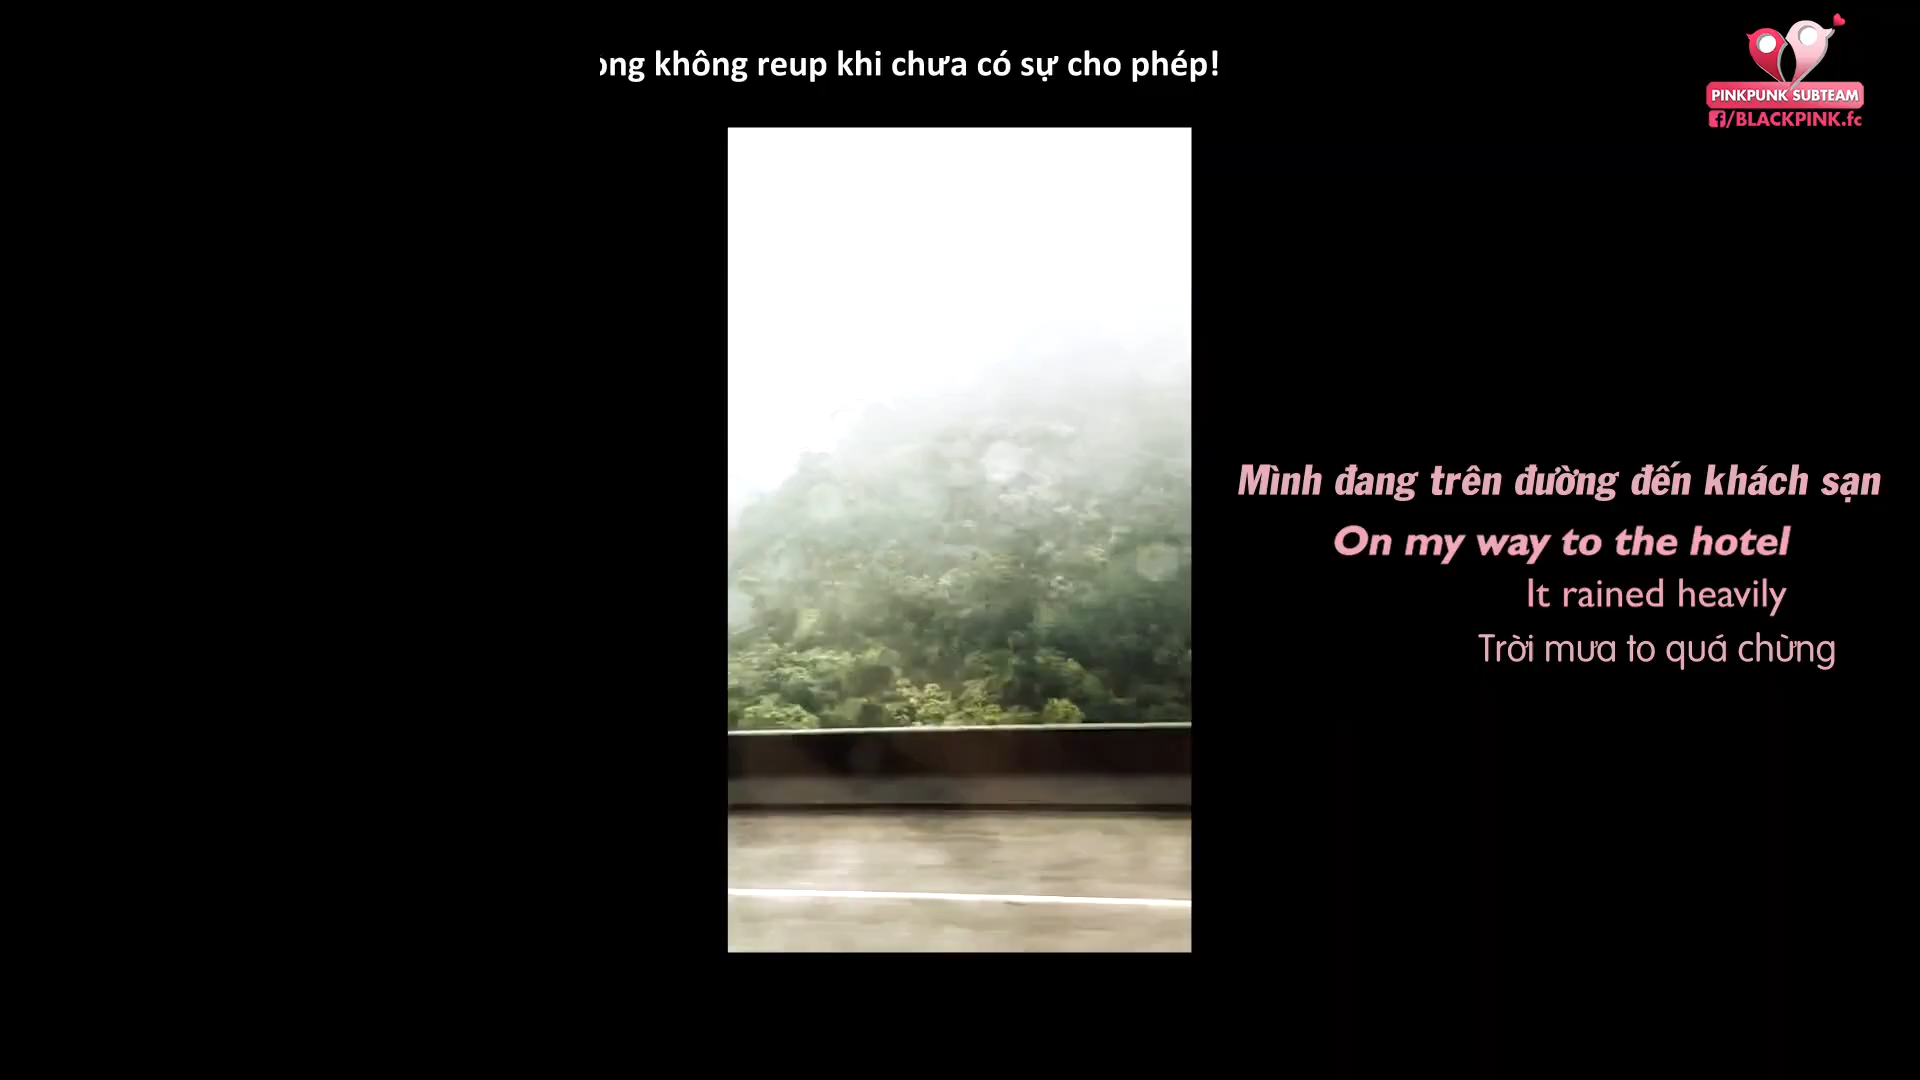 không reup khi chưa có sự cho phép!
PINKPUNK SUBTEAM
f/BLACKPINK.fc
Mình đang trên đường đến khách sạn
On my way to the hotel
It rained heavily
Trời mưa to quá chừng